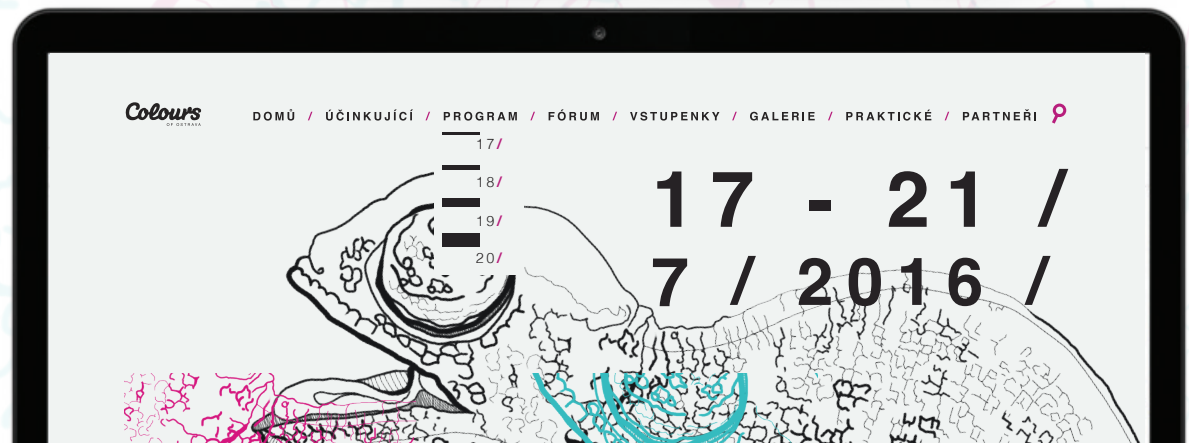 Colours
OF OSTRAVA
DOMŮ / ÚČINKUJÍCÍ / PROGRAM / FÓRUM / VSTUPENKY / GALERIE / PRAKTICKÉ / PARTNEŘI
17/
18/
19/
20/
17 - 21 /
7 / 2016 /